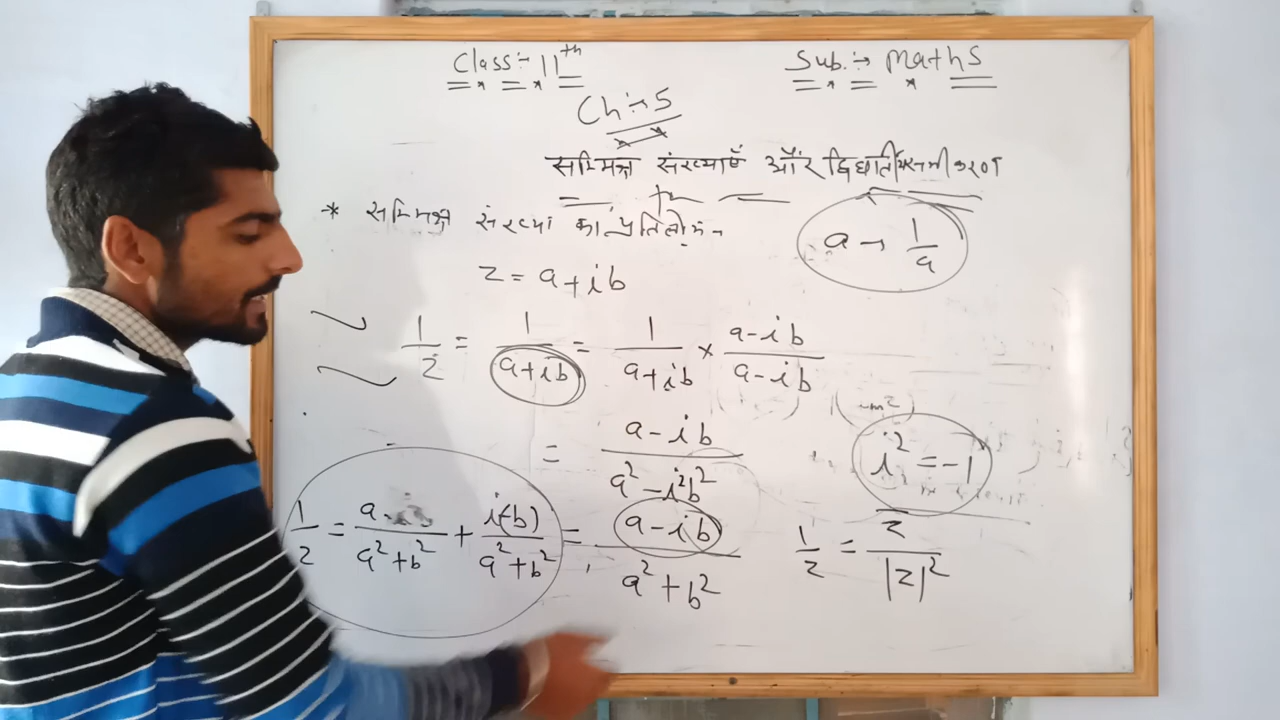 Class:- 11th
Sub.:→ Maths
Ch:→5
सम्मिश्र संख्याएँ और द्विघातीय समीकरण
* सम्मिश्र संख्या का प्रतिलोम:-
a → 1/a
z = a+ib
1/z = 1/(a+ib) = 1/(a+ib) × (a-ib)/(a-ib)
= (a-ib)/(a²-i²b²)
i² = -1
1/z = a/(a²+b²) + i(-b)/(a²+b²) = (a-ib)/(a²+b²)
1/z = z̅/|z|²